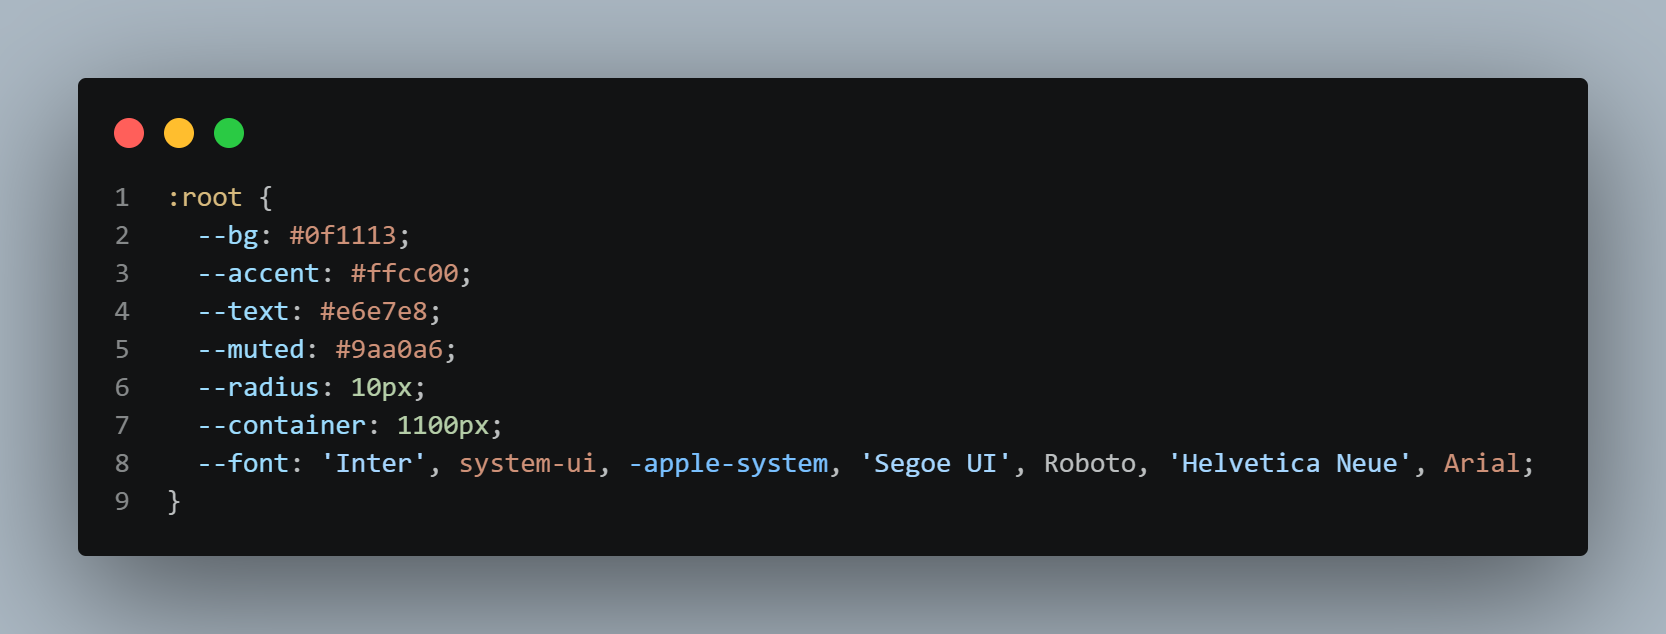 1 :root {
2   --bg: #0f1113;
3   --accent: #ffcc00;
4   --text: #e6e7e8;
5   --muted: #9aa0a6;
6   --radius: 10px;
7   --container: 1100px;
8   --font: 'Inter', system-ui, -apple-system, 'Segoe UI', Roboto, 'Helvetica Neue', Arial;
9 }